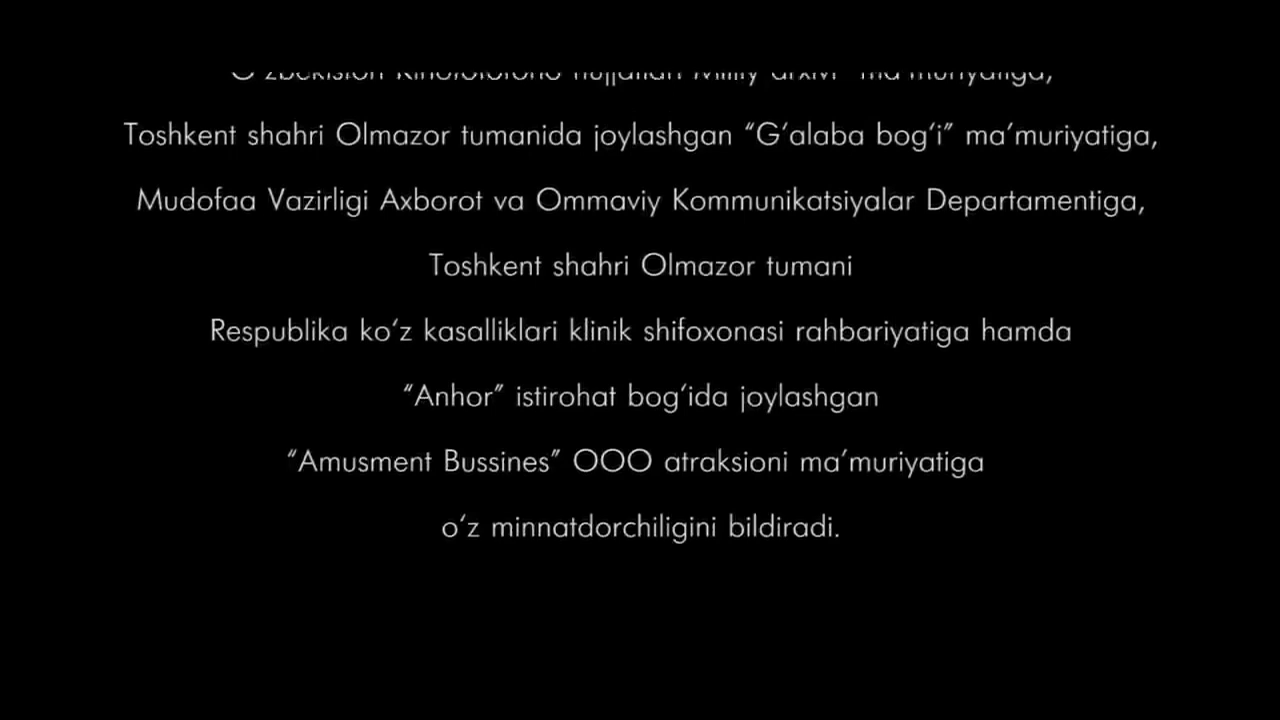 Toshkent shahri Olmazor tumanida joylashgan “G‘alaba bog‘i” ma’muriyatiga,
Mudofaa Vazirligi Axborot va Ommaviy Kommunikatsiyalar Departamentiga,
Toshkent shahri Olmazor tumani
Respublika ko‘z kasalliklari klinik shifoxonasi rahbariyatiga hamda
“Anhor” istirohat bog‘ida joylashgan
“Amusment Bussines” OOO atraksioni ma’muriyatiga
o‘z minnatdorchiligini bildiradi.